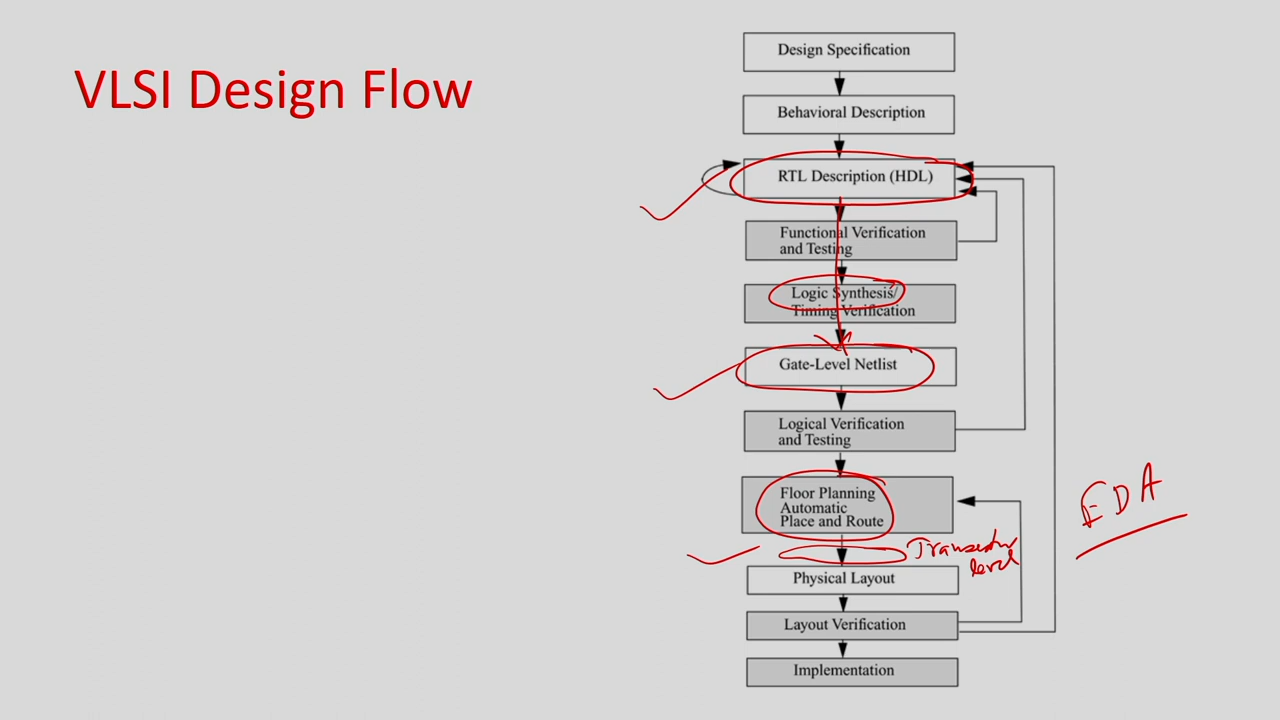 VLSI Design Flow
Design Specification
Behavioral Description
RTL Description (HDL)
Functional Verification
and Testing
Logic Synthesis/
Timing Verification
Gate-Level Netlist
Logical Verification
and Testing
Floor Planning
Automatic
Place and Route
EDA
level
Physical Layout
Layout Verification
Implementation